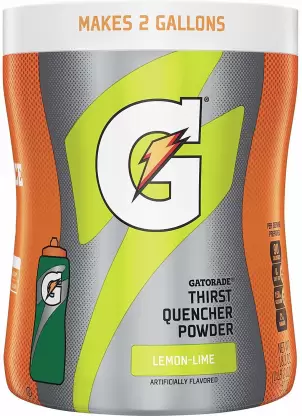 MAKES 2 GALLONS
G
GATORADE®
THIRST
QUENCHER
POWDER
LEMON-LIME
ARTIFICIALLY FLAVORED
G